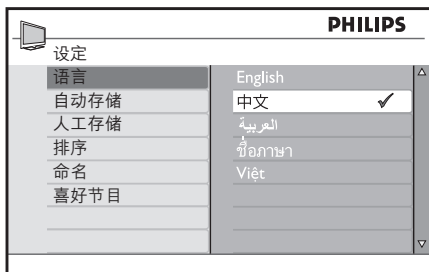 PHILIPS
设定
语言
自动存储
人工存储
排序
命名
喜好节目
English
中文 ✓
العربية
ชื่อภาษา
Việt